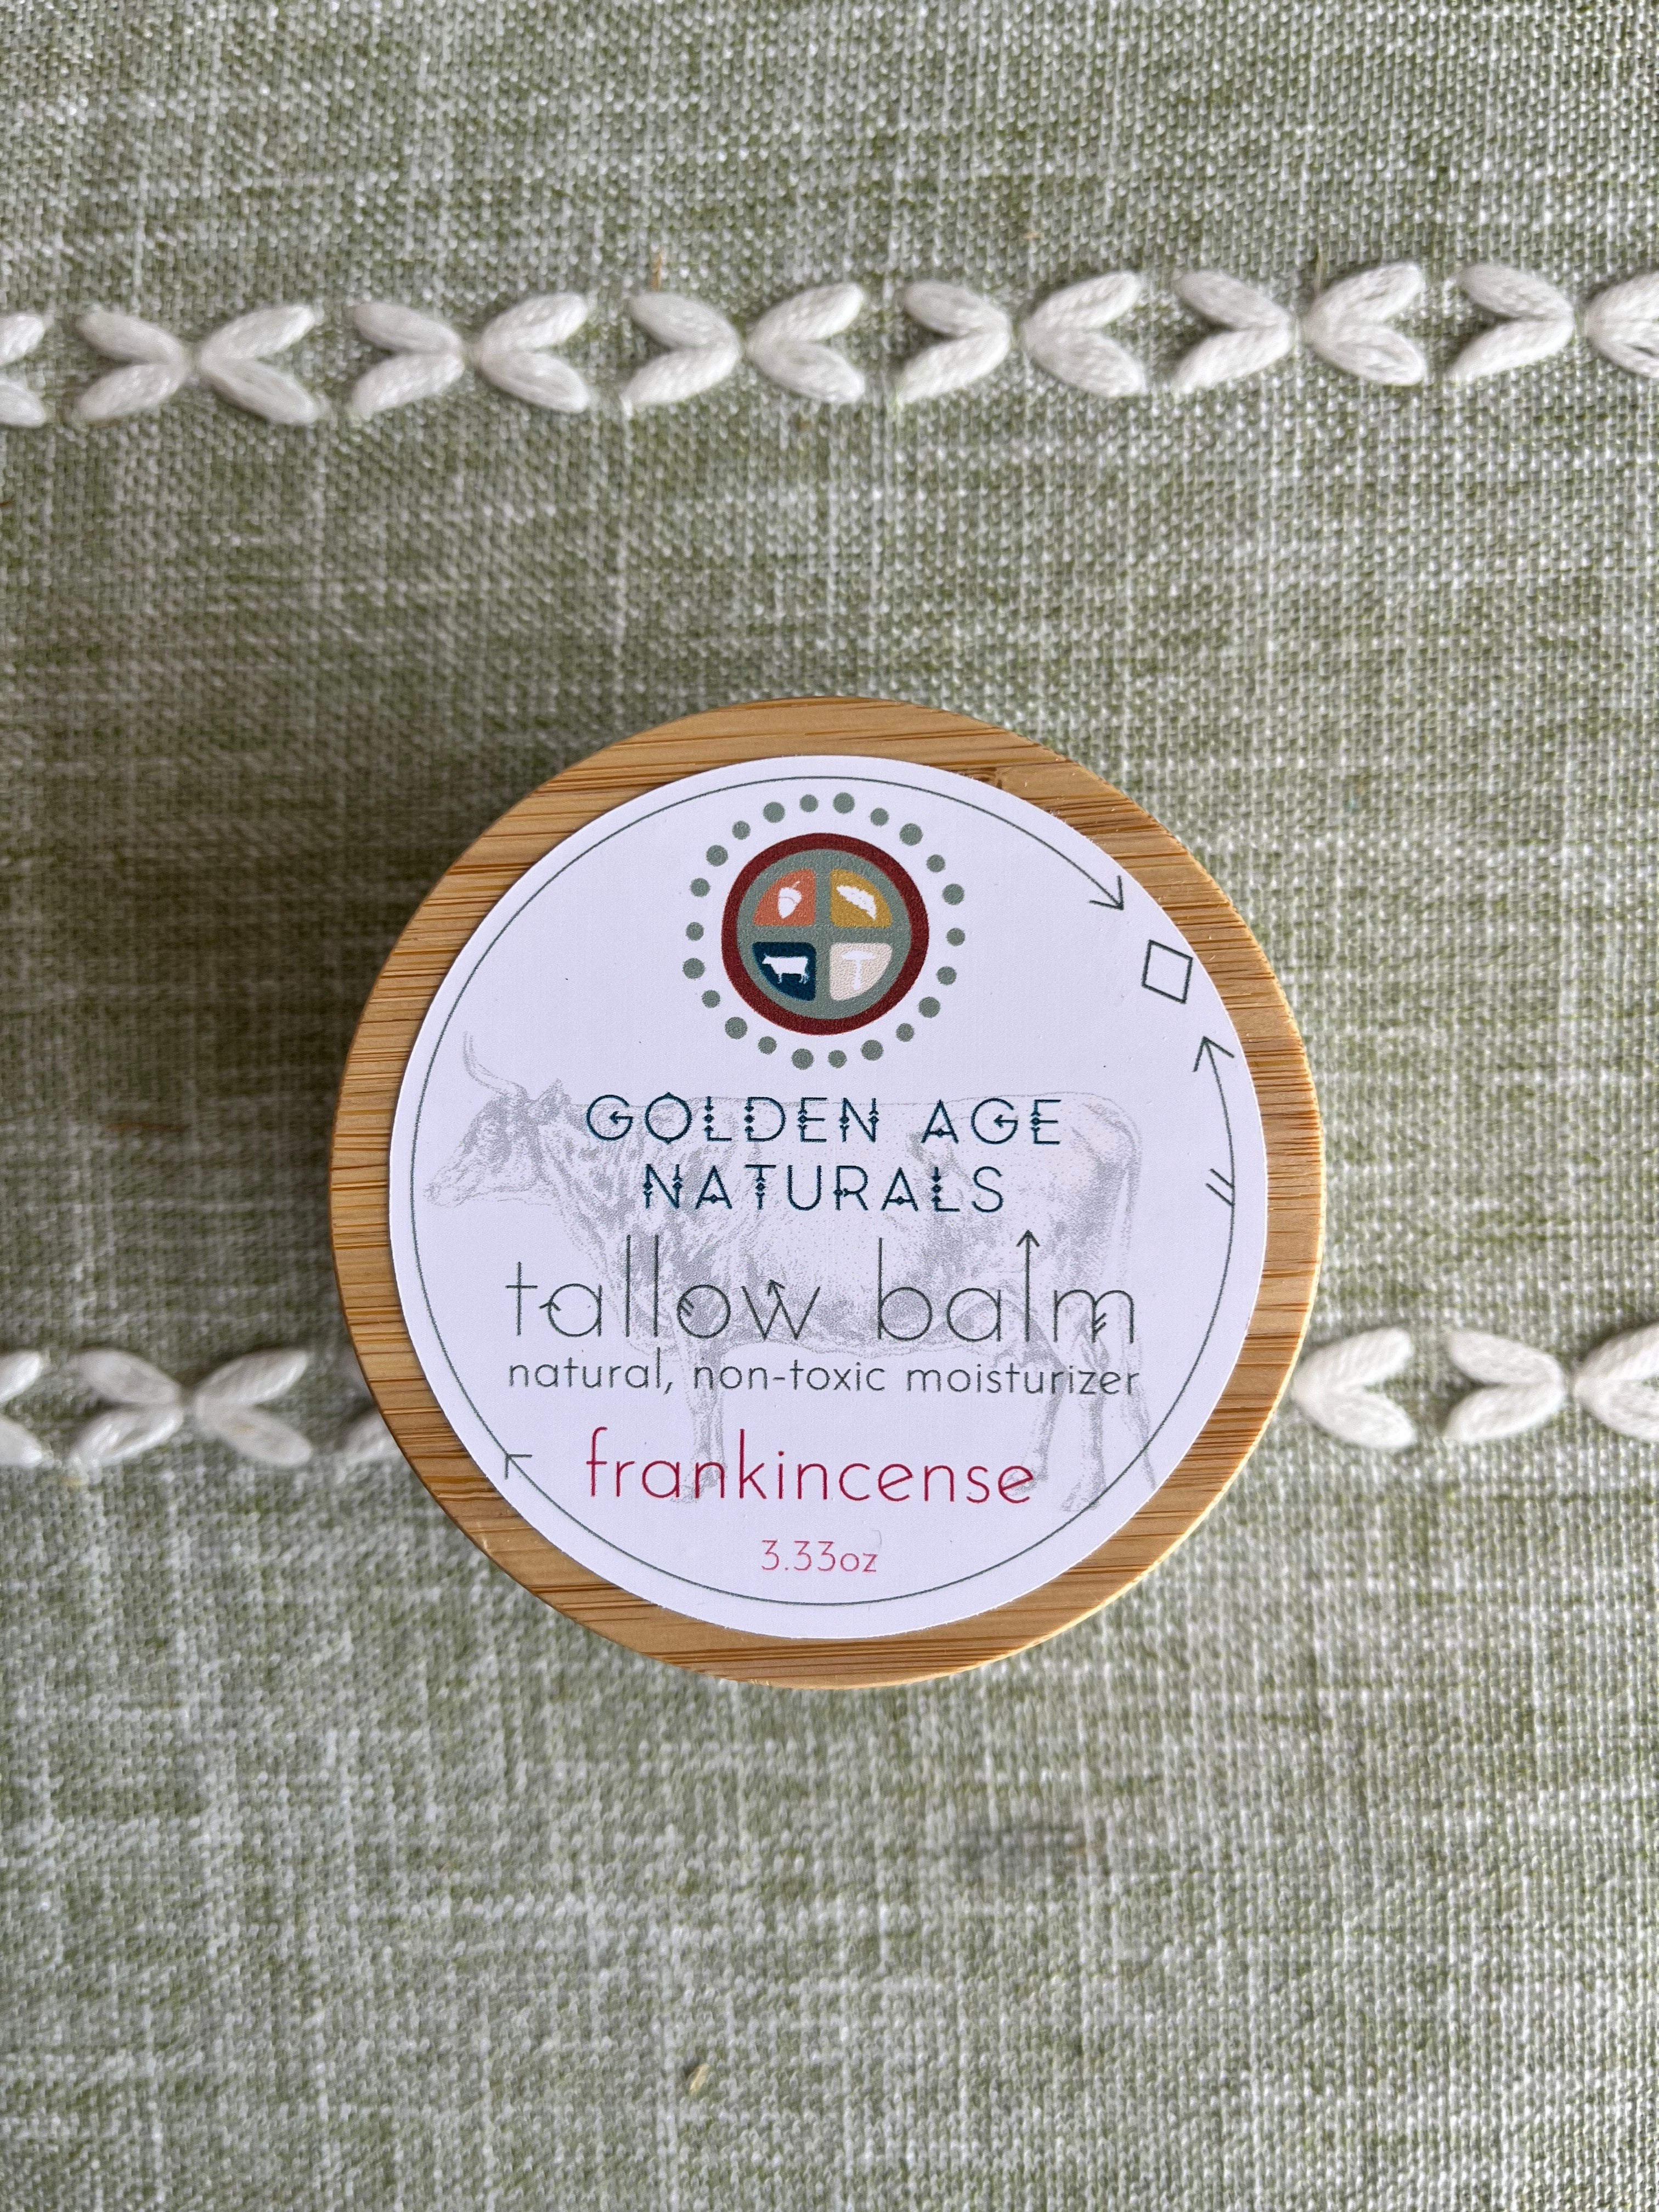 GOLDEN AGE
NATURALS
tallow balm
natural, non-toxic moisturizer
frankincense
3.33oz